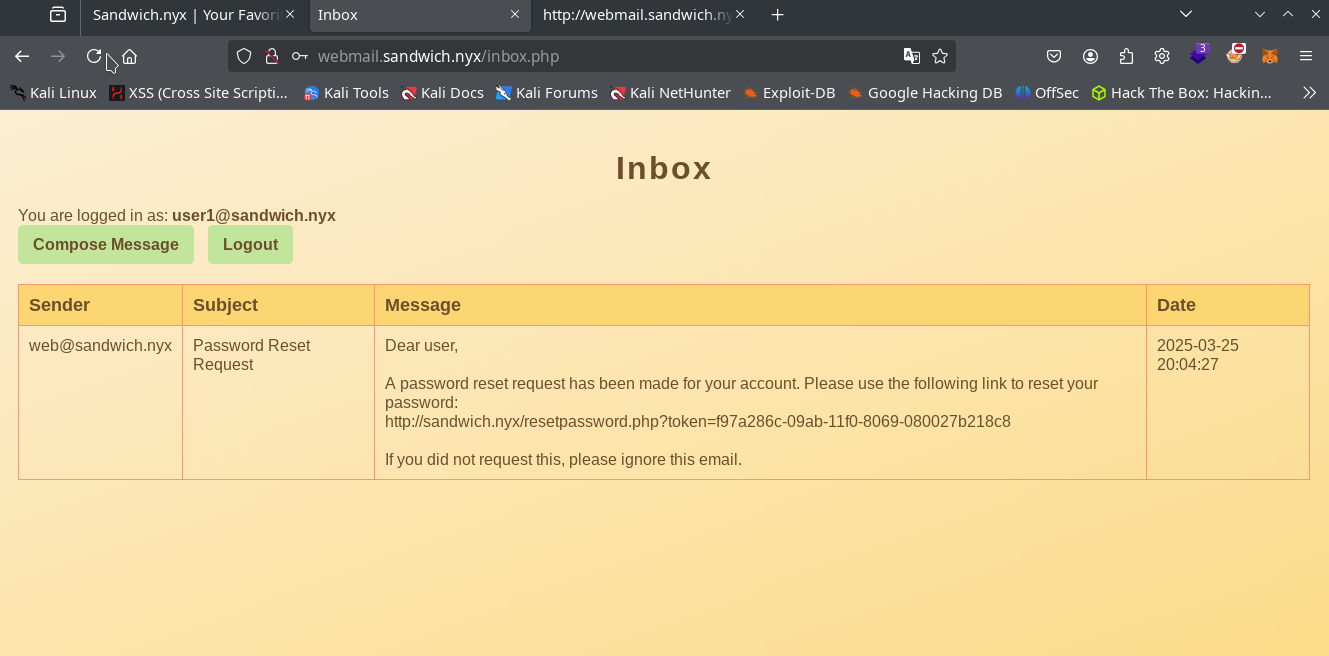 Sandwich.nyx | Your Favori
Inbox
http://webmail.sandwich.ny
webmail.sandwich.nyx/inbox.php
3
Kali Linux
XSS (Cross Site Scripti...
Kali Tools
Kali Docs
Kali Forums
Kali NetHunter
Exploit-DB
Google Hacking DB
OffSec
Hack The Box: Hackin...
Inbox
You are logged in as: user1@sandwich.nyx
Compose Message
Logout
Sender
Subject
Message
Date
web@sandwich.nyx
Password Reset
Request
Dear user,
A password reset request has been made for your account. Please use the following link to reset your
password:
http://sandwich.nyx/resetpassword.php?token=f97a286c-09ab-11f0-8069-080027b218c8
If you did not request this, please ignore this email.
2025-03-25
20:04:27